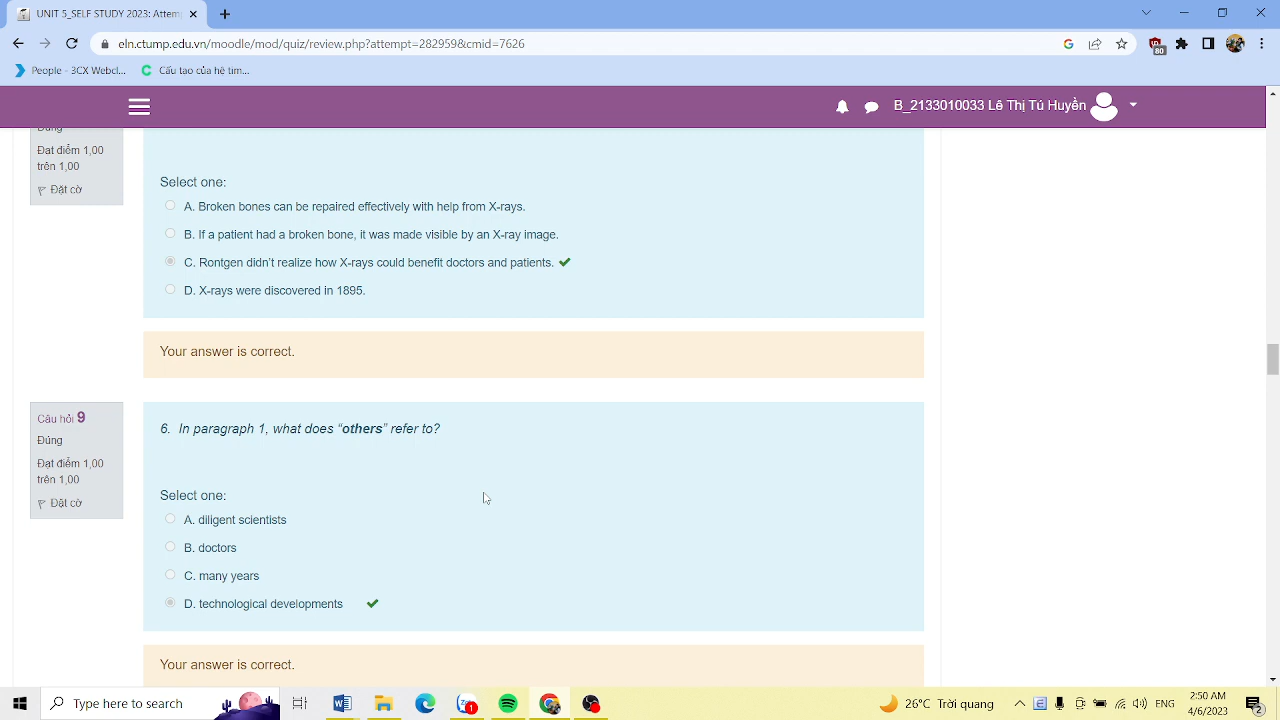 UNIT 5_SELF STUDY 2023: Attem
eln.ctump.edu.vn/moodle/mod/quiz/review.php?attempt=282959&cmid=7626
80
People - 3CX Webcl...
Cấu tạo của hệ tim...
B_2133010033 Lê Thị Tú Huyền
Đúng
Đạt điểm 1,00
trên 1,00
Đặt cờ
Select one:
A. Broken bones can be repaired effectively with help from X-rays.
B. If a patient had a broken bone, it was made visible by an X-ray image.
C. Rontgen didn't realize how X-rays could benefit doctors and patients.
D. X-rays were discovered in 1895.
Your answer is correct.
Câu hỏi 9
Đúng
Đạt điểm 1,00
trên 1,00
Đặt cờ
6. In paragraph 1, what does “others” refer to?
Select one:
A. diligent scientists
B. doctors
C. many years
D. technological developments
Your answer is correct.
Type here to search
1
26°C Trời quang
ENG
2:50 AM
4/6/2023
2